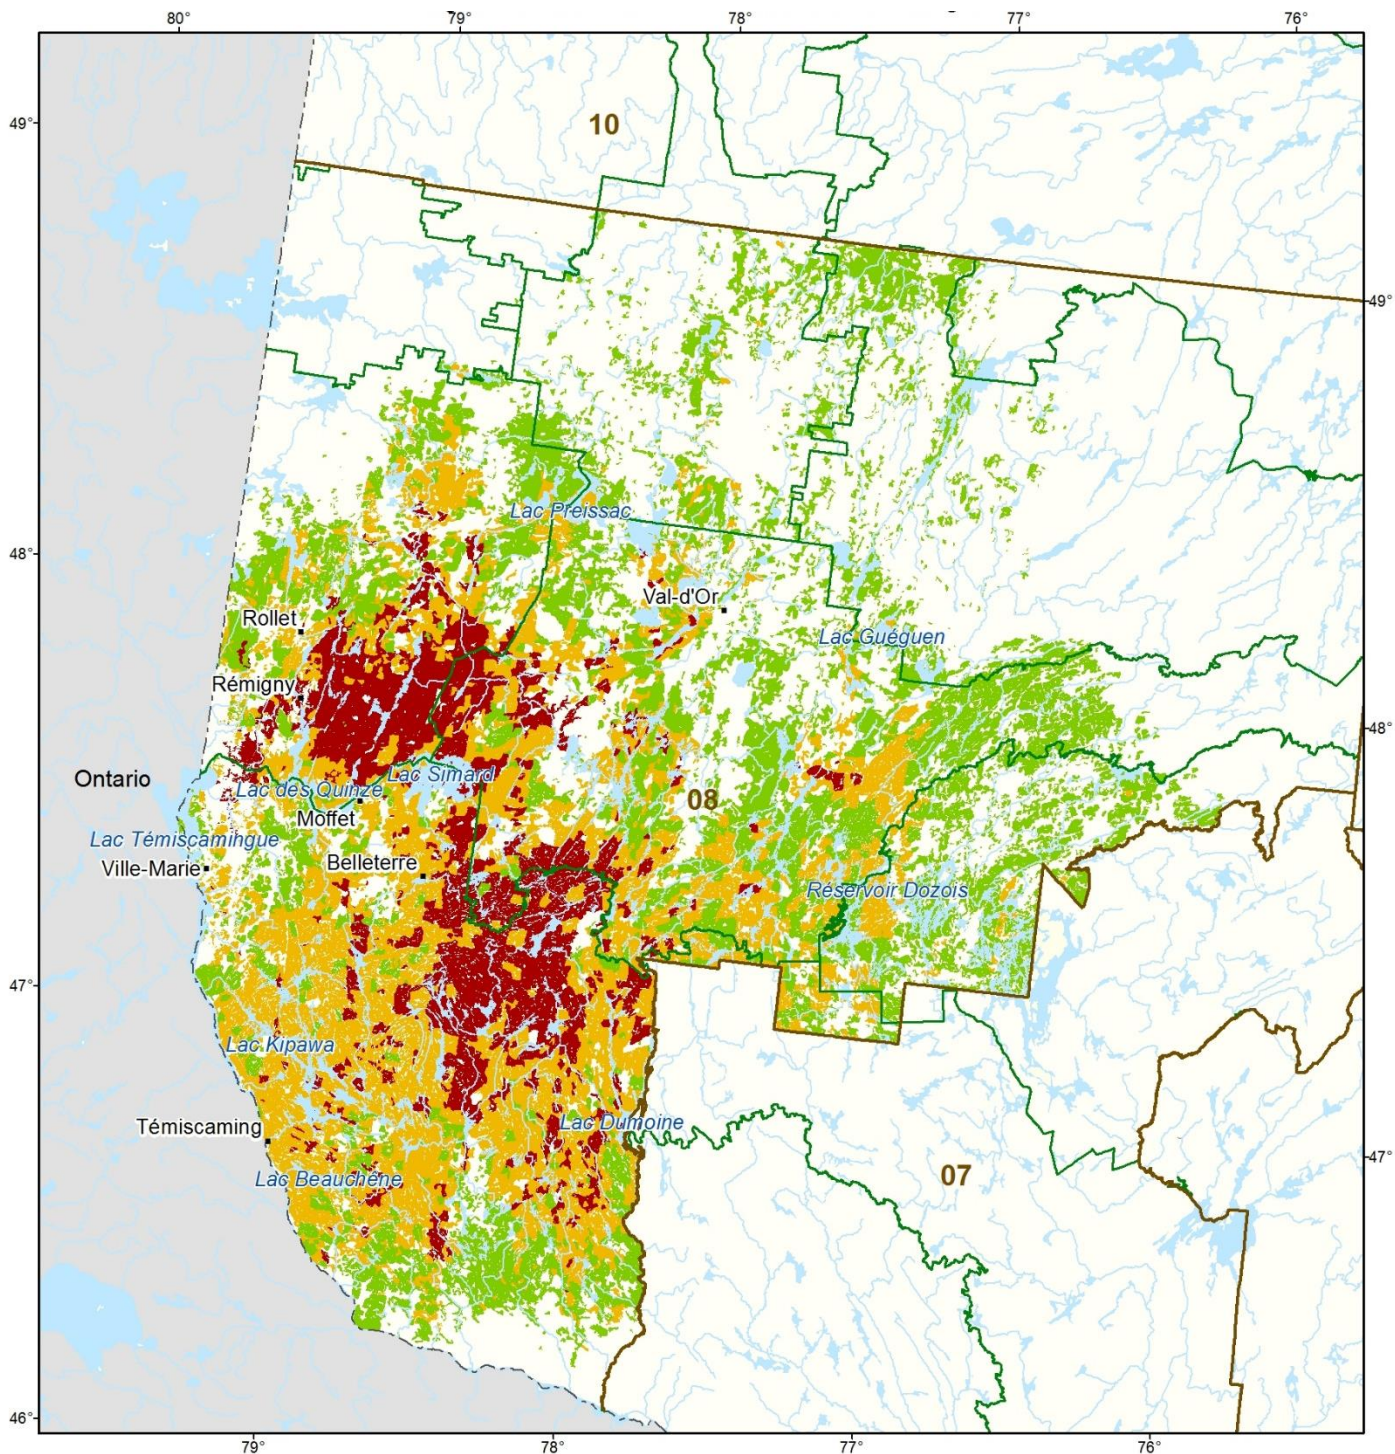 80°
79°
78°
77°
76°
49°
10
49°
Lac Preissac
48°
Val-d'Or
Rollet
Lac Guéguen
Rémigny
48°
Ontario
Lac Simard
Lac des Quinze
08
Moffet
Lac Témiscamingue
Ville-Marie
Belleterre
Réservoir Dozois
47°
Lac Kipawa
Témiscaming
Lac Dumoine
47°
Lac Beauchêne
07
46°
79°
78°
77°
76°